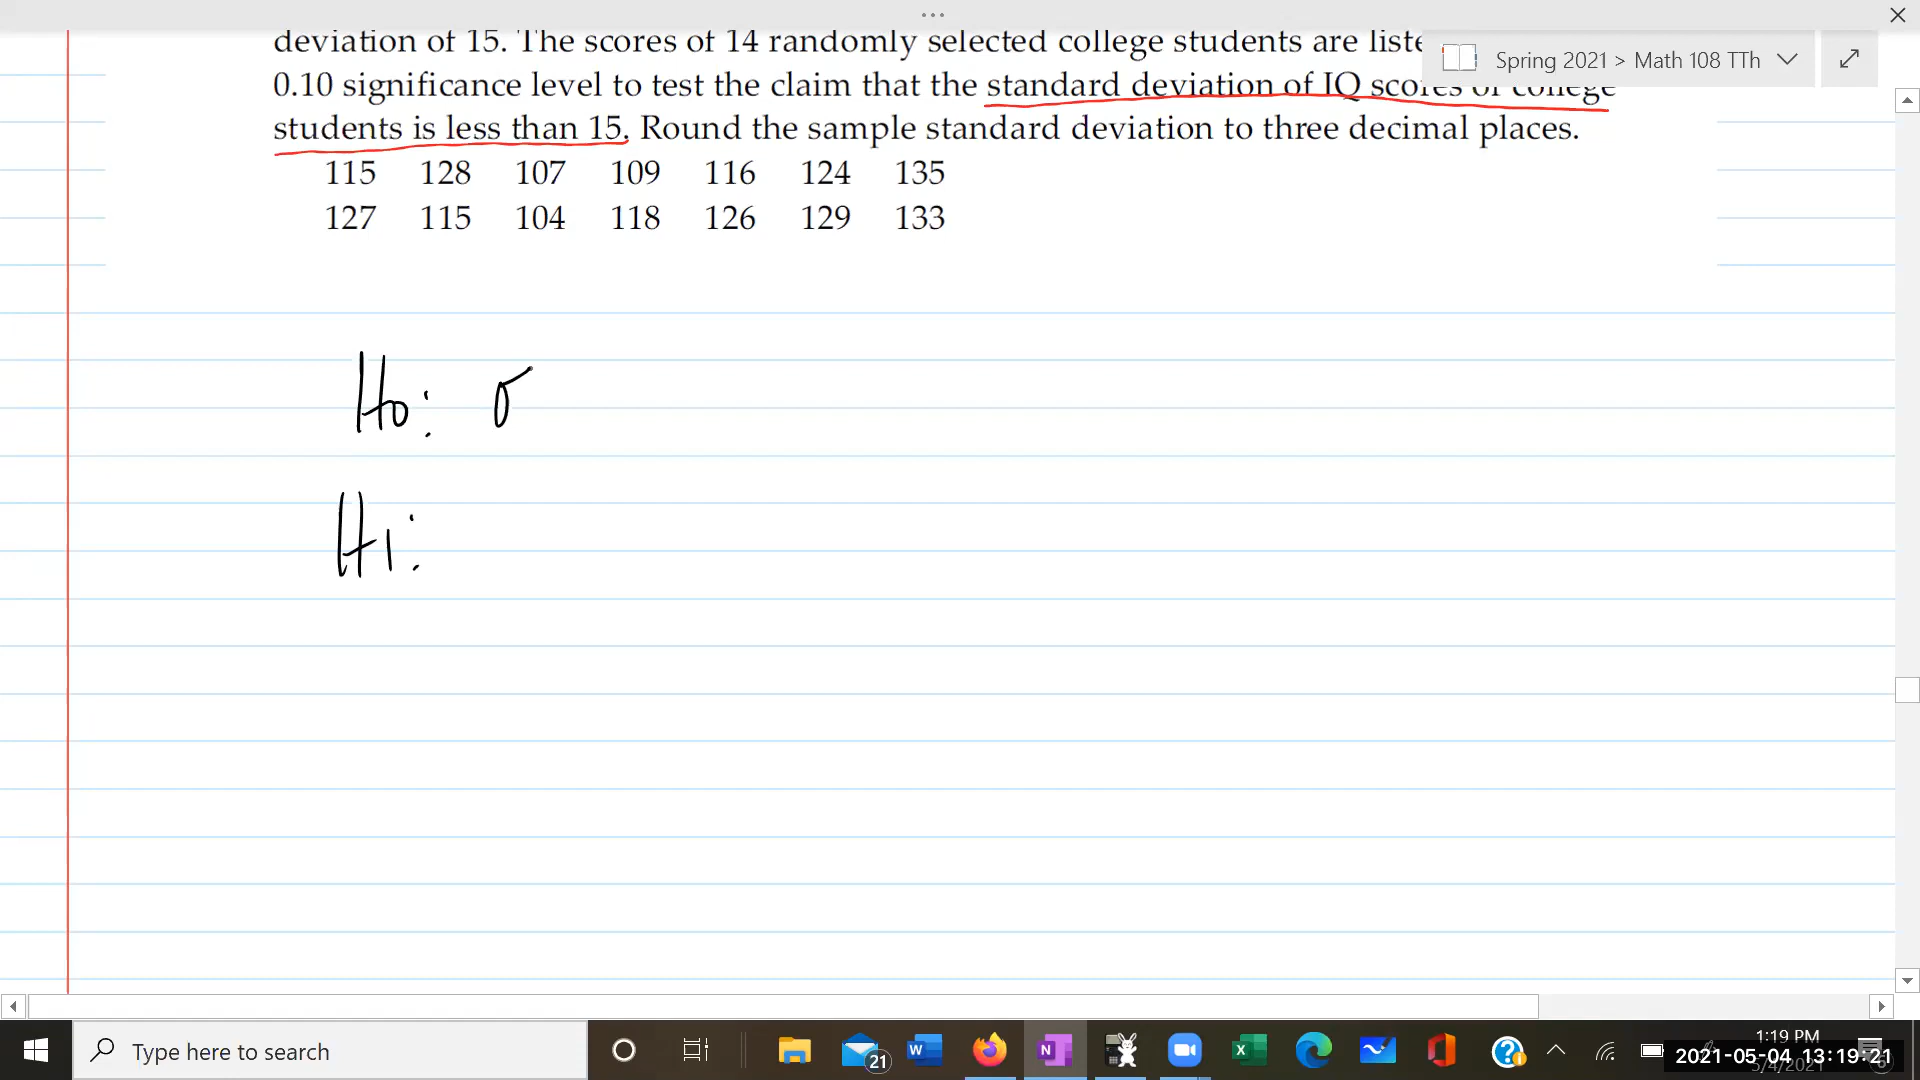 deviation of 15. The scores of 14 randomly selected college students are liste
Spring 2021 > Math 108 TTh
0.10 significance level to test the claim that the standard deviation of IQ scores of college
students is less than 15. Round the sample standard deviation to three decimal places.
115 128 107 109 116 124 135
127 115 104 118 126 129 133
H0: σ
H1:
Type here to search
21
1:19 PM
2021-05-04 13:19:21